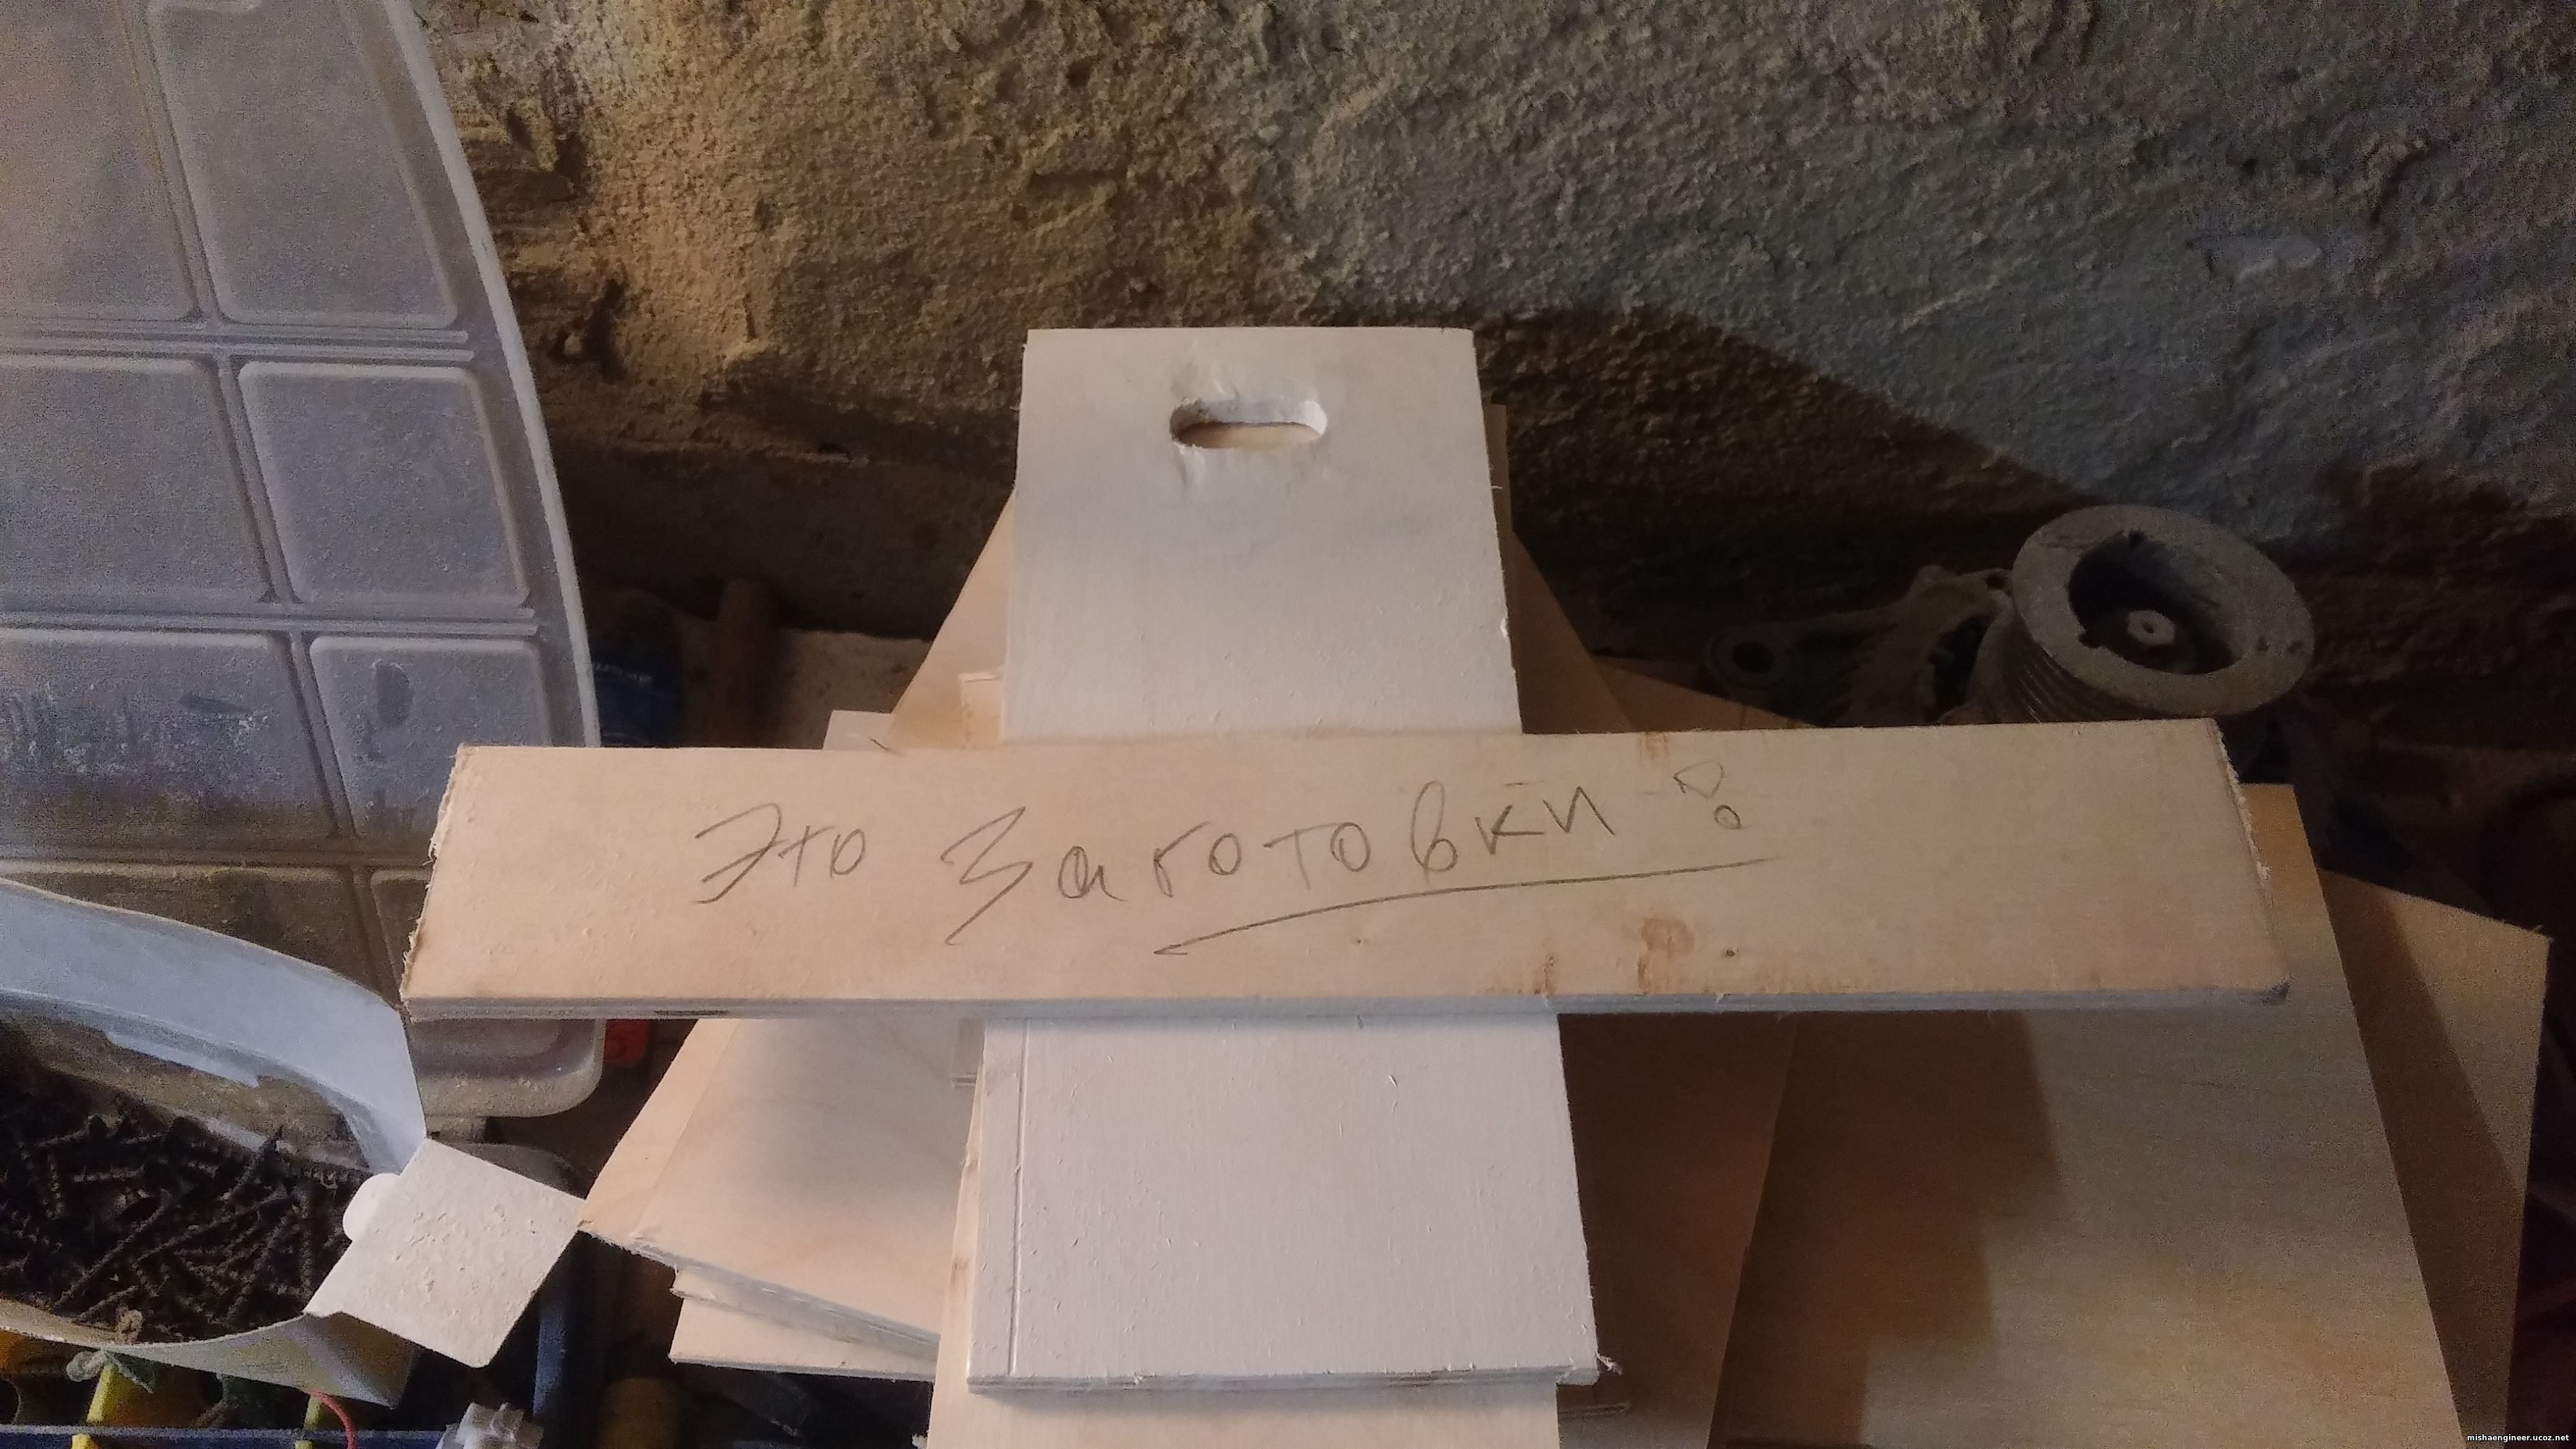 Это заготовки!
mishaengineer.ucoz.net